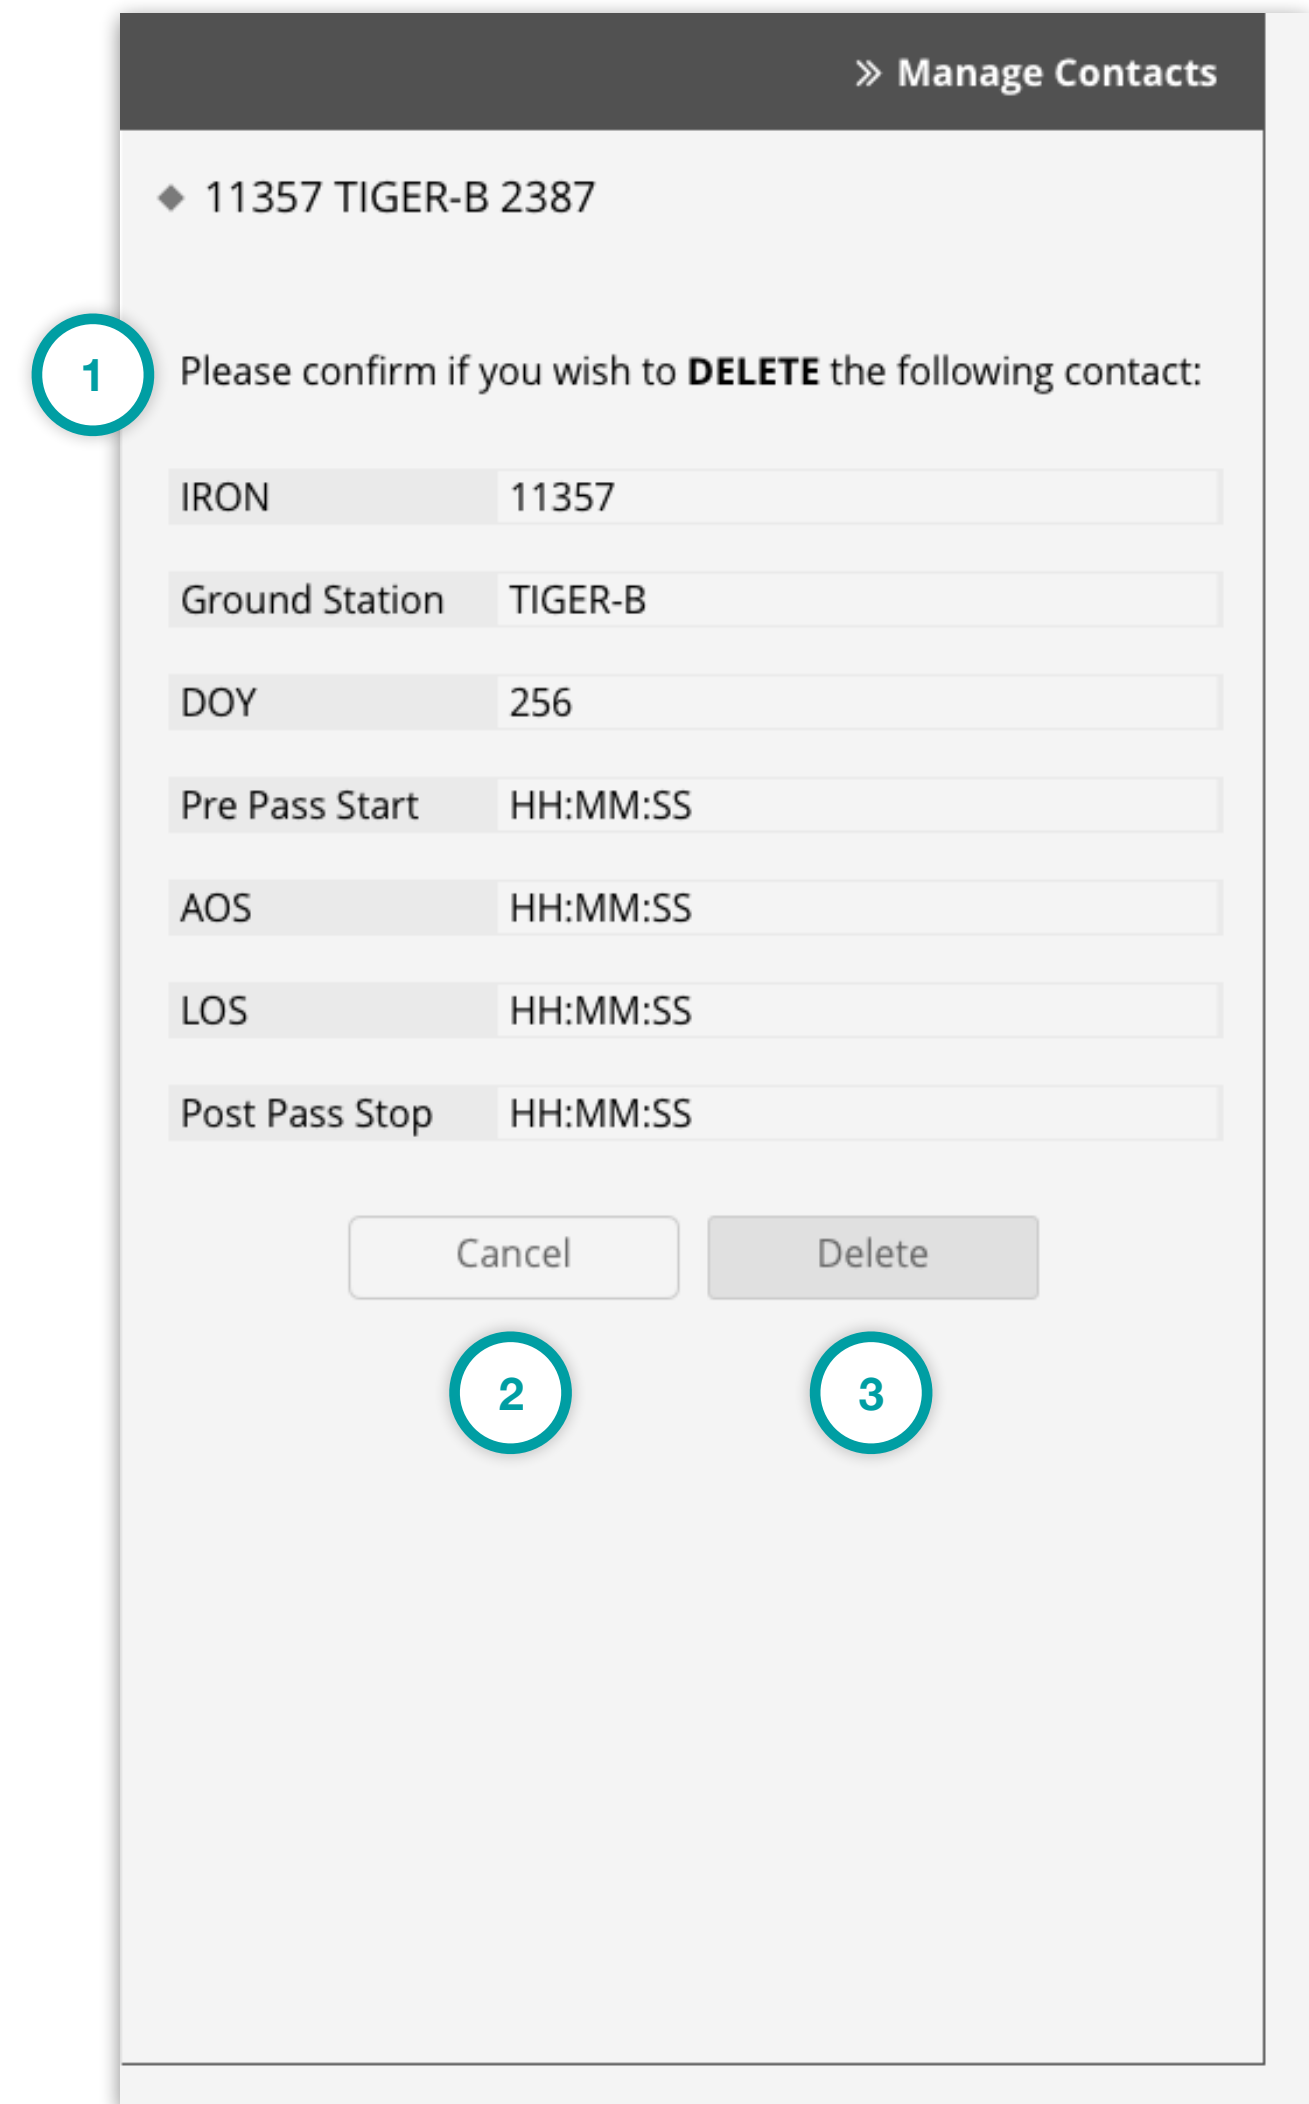 » Manage Contacts
11357 TIGER-B 2387
1
Please confirm if you wish to DELETE the following contact:
IRON 11357
Ground Station TIGER-B
DOY 256
Pre Pass Start HH:MM:SS
AOS HH:MM:SS
LOS HH:MM:SS
Post Pass Stop HH:MM:SS
Cancel Delete
2 3